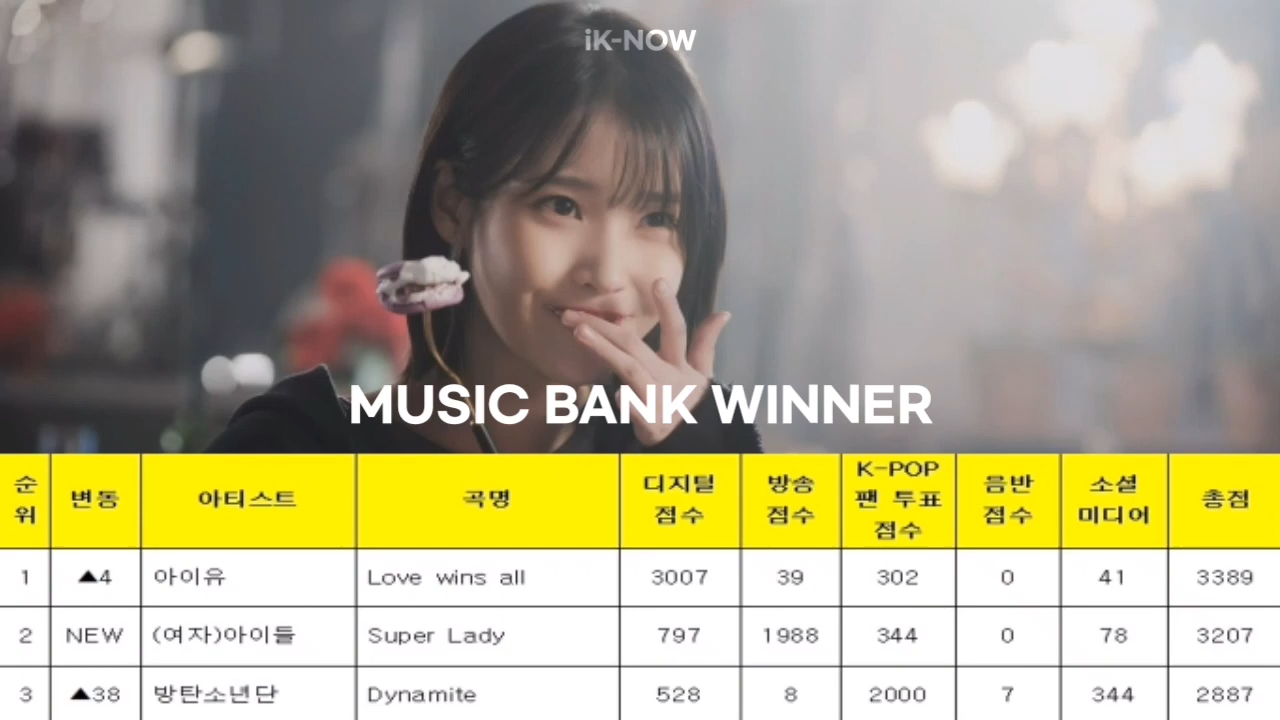 iK-NOW
MUSIC BANK WINNER
순위 변동 아티스트 곡명 디지털 점수 방송 점수 K-POP 팬 투표 점수 음반 점수 소셜 미디어 총점
1 ▲4 아이유 Love wins all 3007 39 302 0 41 3389
2 NEW (여자)아이들 Super Lady 797 1988 344 0 78 3207
3 ▲38 방탄소년단 Dynamite 528 8 2000 7 344 2887